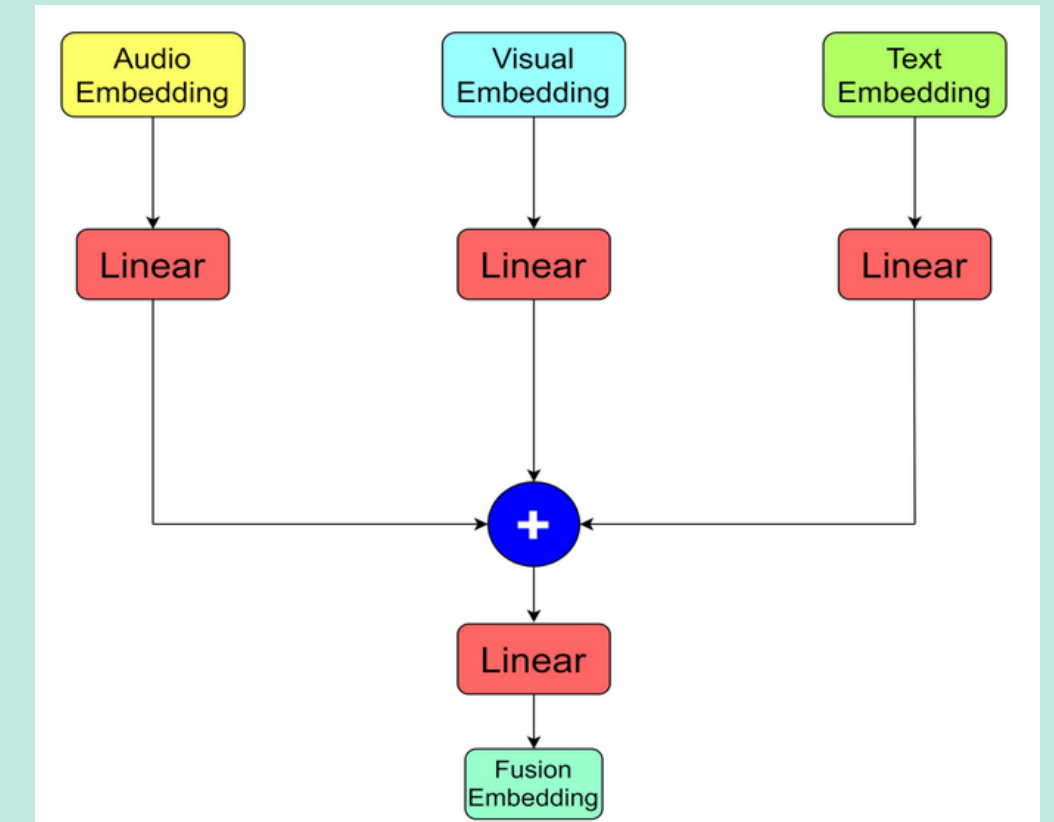 Audio
Embedding
Visual
Embedding
Text
Embedding
Linear
Linear
Linear
+
Linear
Fusion
Embedding